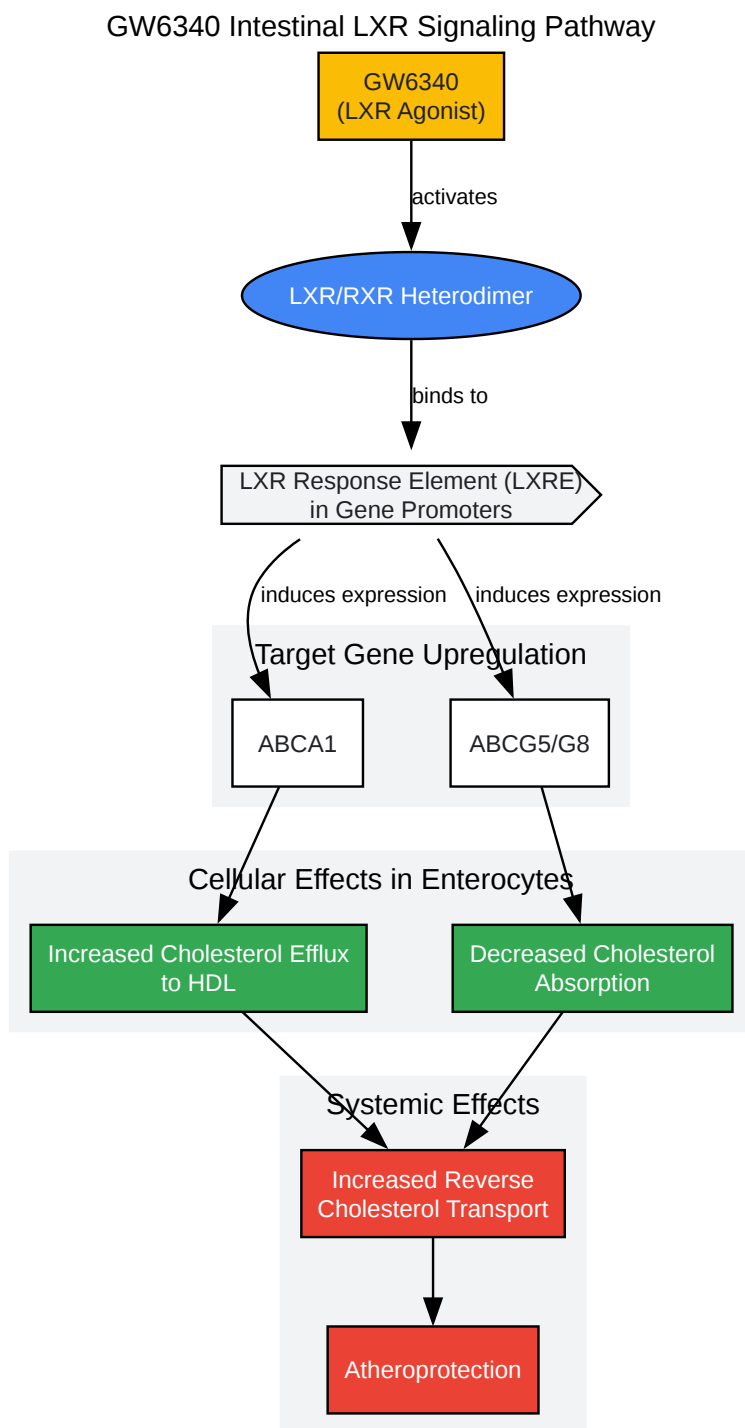 GW6340 Intestinal LXR Signaling Pathway
GW6340
(LXR Agonist)
activates
LXR/RXR Heterodimer
binds to
LXR Response Element (LXRE)
in Gene Promoters
induces expression
induces expression
Target Gene Upregulation
ABCA1
ABCG5/G8
Cellular Effects in Enterocytes
Increased Cholesterol Efflux
to HDL
Decreased Cholesterol
Absorption
Systemic Effects
Increased Reverse
Cholesterol Transport
Atheroprotection